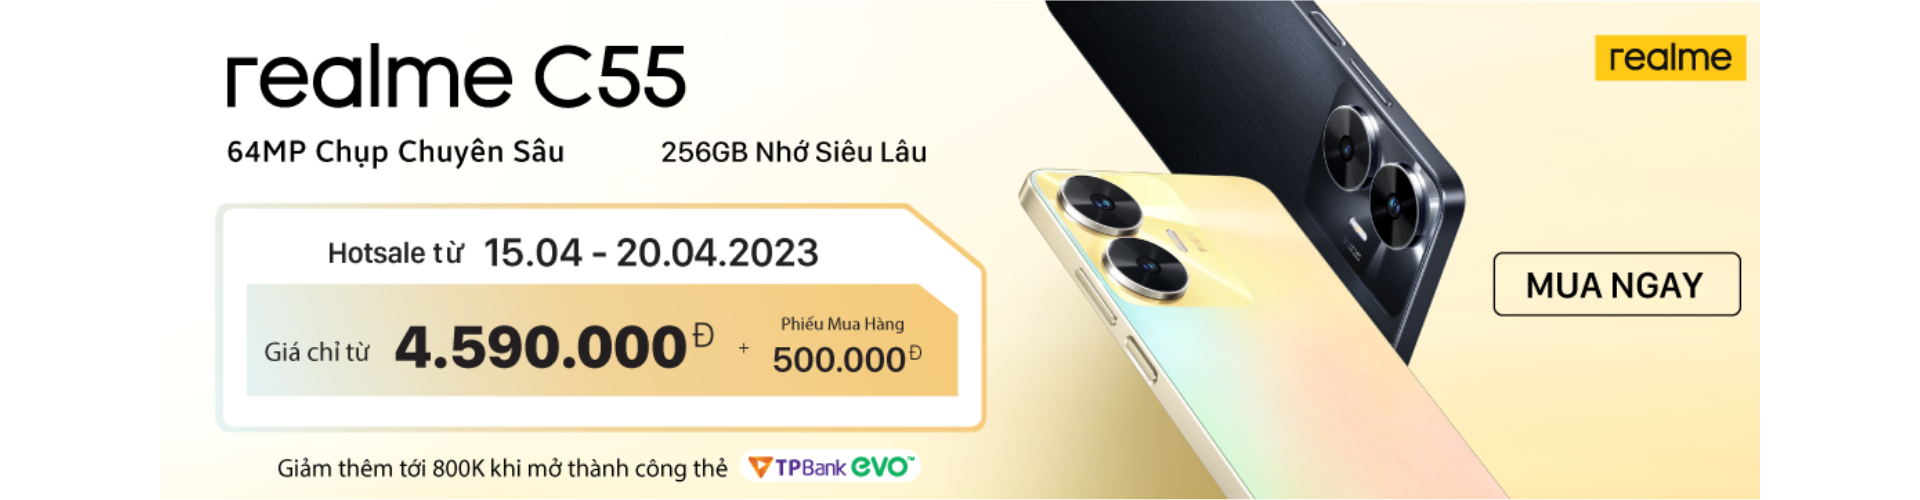 realme C55
64MP Chụp Chuyên Sâu 256GB Nhớ Siêu Lâu
Hotsale từ 15.04 - 20.04.2023
Giá chỉ từ 4.590.000Đ + Phiếu Mua Hàng
500.000Đ
Giảm thêm tới 800K khi mở thành công thẻ TPBank evo™
realme
MUA NGAY